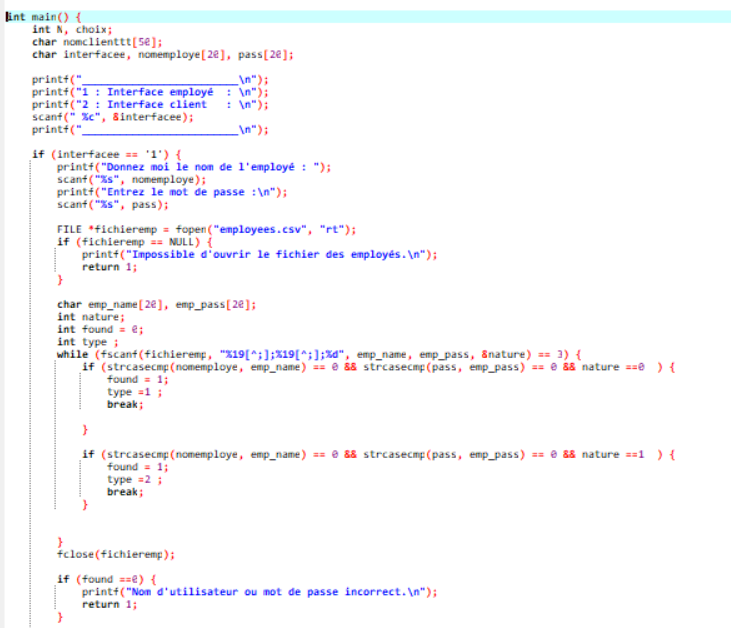 int main() {
int N, choix;
char nomclienttt[50];
char interfacee, nomemploye[20], pass[20];
printf("__________________________\n");
printf("1 : Interface employé  : \n");
printf("2 : Interface client   : \n");
scanf(" %c", &interfacee);
printf("__________________________\n");
if (interfacee == '1') {
printf("Donnez moi le nom de l'employé : ");
scanf("%s", nomemploye);
printf("Entrez le mot de passe :\n");
scanf("%s", pass);
FILE *fichieremp = fopen("employees.csv", "rt");
if (fichieremp == NULL) {
printf("Impossible d'ouvrir le fichier des employés.\n");
return 1;
}
char emp_name[20], emp_pass[20];
int nature;
int found = 0;
int type ;
while (fscanf(fichieremp, "%19[^;];%19[^;];%d", emp_name, emp_pass, &nature) == 3) {
if (strcasecmp(nomemploye, emp_name) == 0 && strcasecmp(pass, emp_pass) == 0 && nature ==0  ) {
found = 1;
type =1 ;
break;
}
if (strcasecmp(nomemploye, emp_name) == 0 && strcasecmp(pass, emp_pass) == 0 && nature ==1  ) {
found = 1;
type =2 ;
break;
}
}
fclose(fichieremp);
if (found ==0) {
printf("Nom d'utilisateur ou mot de passe incorrect.\n");
return 1;
}